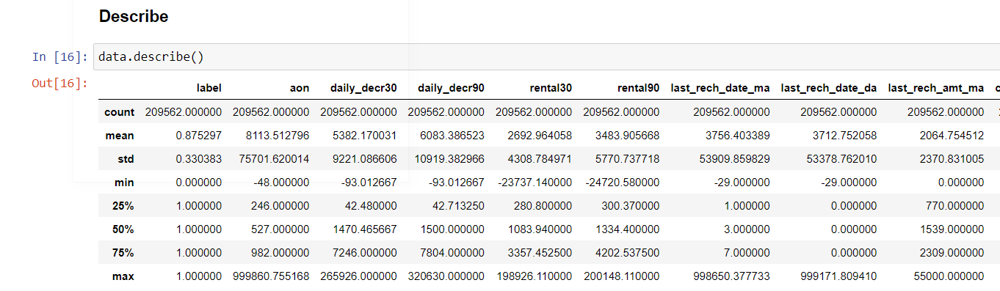 Describe
In [16]: data.describe()
Out[16]:
label aon daily_decr30 daily_decr90 rental30 rental90 last_rech_date_ma last_rech_date_da last_rech_amt_ma
count 209562.000000 209562.000000 209562.000000 209562.000000 209562.000000 209562.000000 209562.000000 209562.000000 209562.000000
mean 0.875297 8113.512796 5382.170031 6083.386523 2692.964058 3483.905668 3756.403389 3712.752058 2064.754512
std 0.330383 75701.620014 9221.086606 10919.382966 4308.784971 5770.737718 53909.859829 53378.762010 2370.831005
min 0.000000 -48.000000 -93.012667 -93.012667 -23737.140000 -24720.580000 -29.000000 -29.000000 0.000000
25% 1.000000 246.000000 42.480000 42.713250 280.800000 300.370000 1.000000 0.000000 770.000000
50% 1.000000 527.000000 1470.465667 1500.000000 1083.940000 1334.400000 3.000000 0.000000 1539.000000
75% 1.000000 982.000000 7246.000000 7804.000000 3357.452500 4202.537500 7.000000 0.000000 2309.000000
max 1.000000 999860.755168 265926.000000 320630.000000 198926.110000 200148.110000 998650.377733 999171.809410 55000.000000